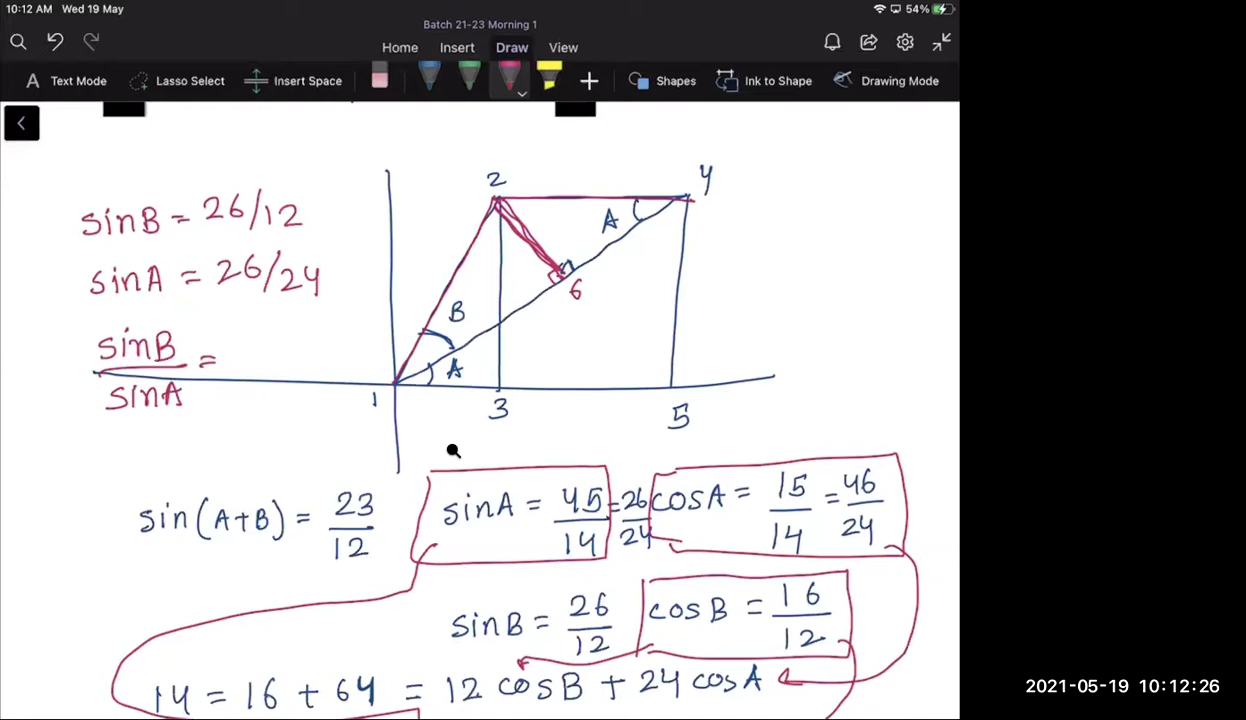 10:12 AM Wed 19 May
54%
Batch 21-23 Morning 1
Home Insert Draw View
Text Mode Lasso Select Insert Space Shapes Ink to Shape Drawing Mode
2 4
sinB = 26/12
A
sinA = 26/24
6
B
sinB
=
sinA
A
1 3 5
sin(A+B) = 23/12
sinA = 45/14 = 26/24
cosA = 15/14 = 46/24
sinB = 26/12
cosB = 16/12
14 = 16 + 64 = 12 cosB + 24 cosA
2021-05-19 10:12:26